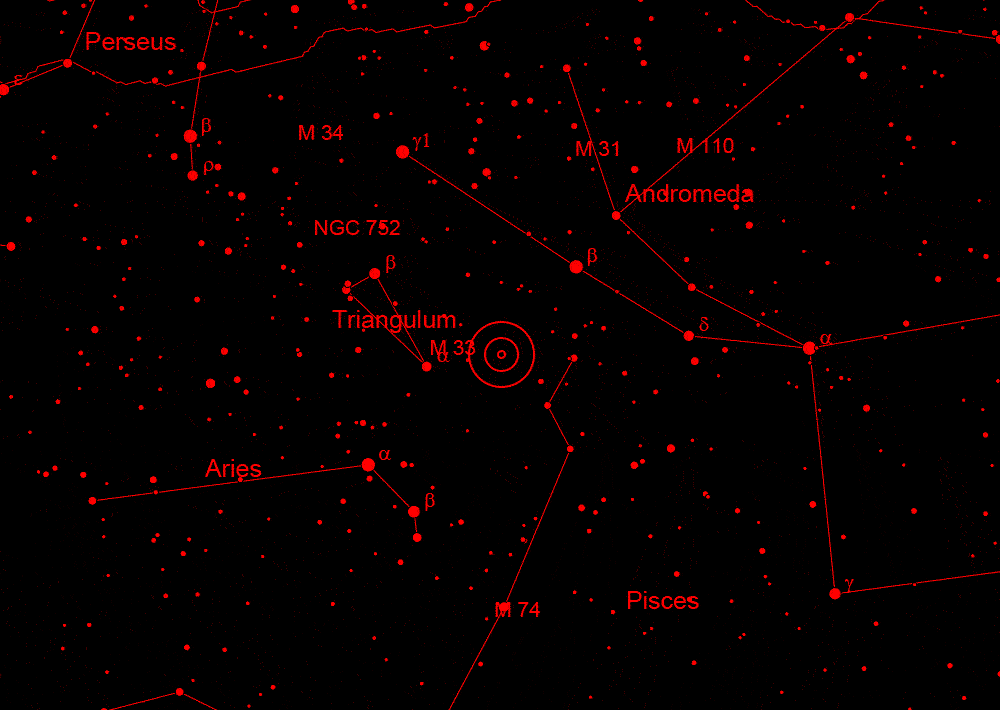 Perseus
ε
β
ρ
M 34
γ1
M 31
M 110
Andromeda
NGC 752
β
β
Triangulum
δ
α
M 33
α
Aries
α
β
γ
M 74
Pisces